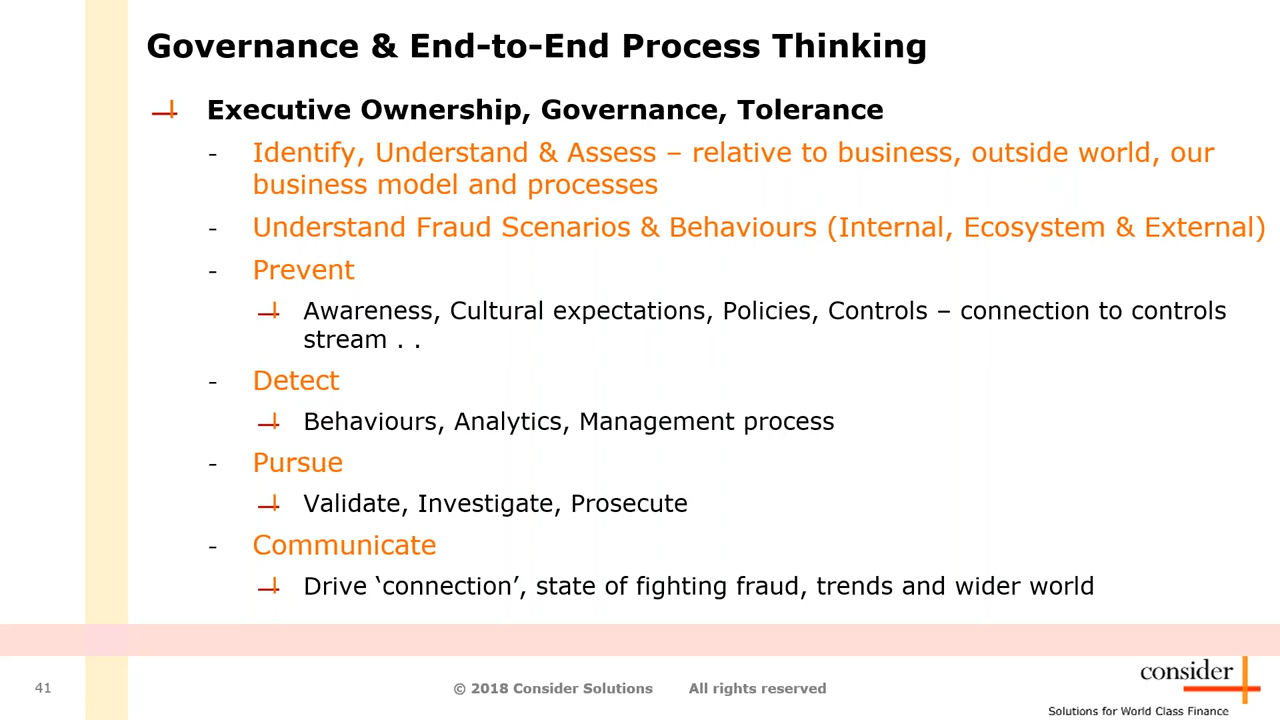 Governance & End-to-End Process Thinking
Executive Ownership, Governance, Tolerance
- Identify, Understand & Assess – relative to business, outside world, our
business model and processes
- Understand Fraud Scenarios & Behaviours (Internal, Ecosystem & External)
- Prevent
Awareness, Cultural expectations, Policies, Controls – connection to controls
stream . .
- Detect
Behaviours, Analytics, Management process
- Pursue
Validate, Investigate, Prosecute
- Communicate
Drive ‘connection’, state of fighting fraud, trends and wider world
41
© 2018 Consider Solutions All rights reserved
consider
Solutions for World Class Finance